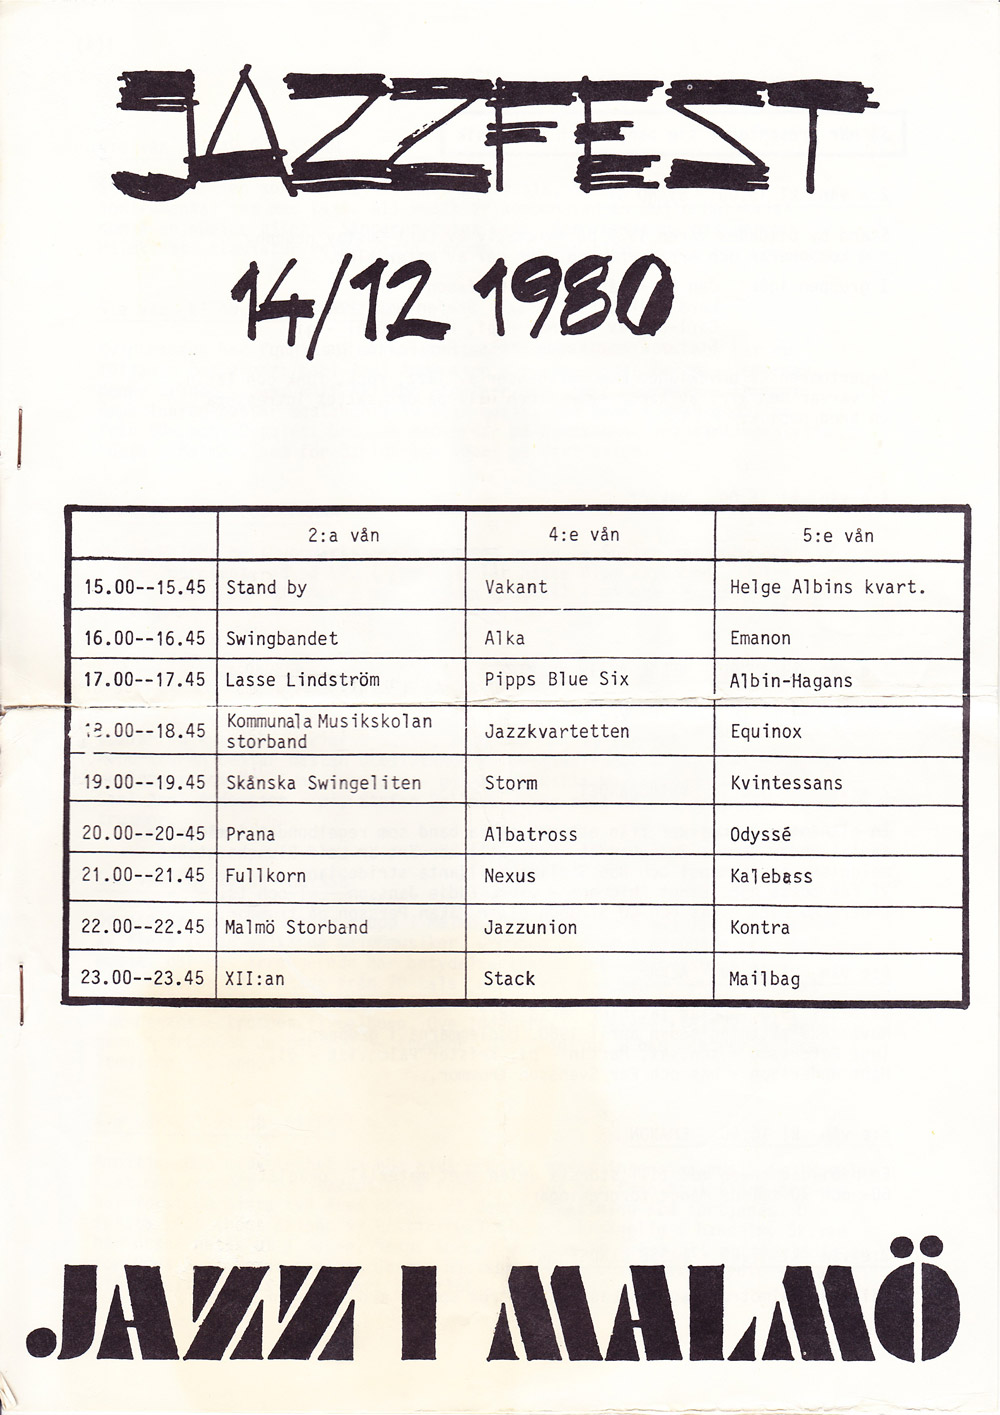 JAZZFEST
14/12 1980
2:a vån 4:e vån 5:e vån
15.00--15.45 Stand by Vakant Helge Albins kvart.
16.00--16.45 Swingbandet Alka Emanon
17.00--17.45 Lasse Lindström Pipps Blue Six Albin-Hagans
18.00--18.45 Kommunala Musikskolan storband Jazzkvartetten Equinox
19.00--19.45 Skånska Swingeliten Storm Kvintessans
20.00--20-45 Prana Albatross Odyssé
21.00--21.45 Fullkorn Nexus Kalebass
22.00--22.45 Malmö Storband Jazzunion Kontra
23.00--23.45 XII:an Stack Mailbag
JAZZ I MALMÖ